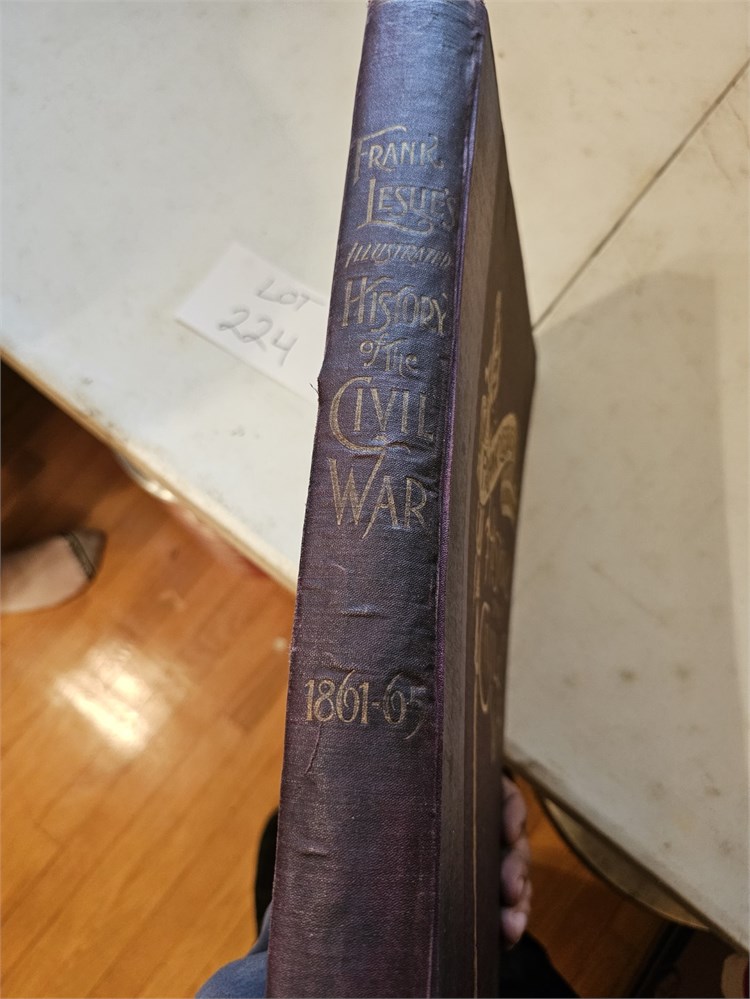 FRANK
LESLIE'S
ILLUSTRATED
HISTORY
of The
CIVIL
WAR
1861-65
LOT
224